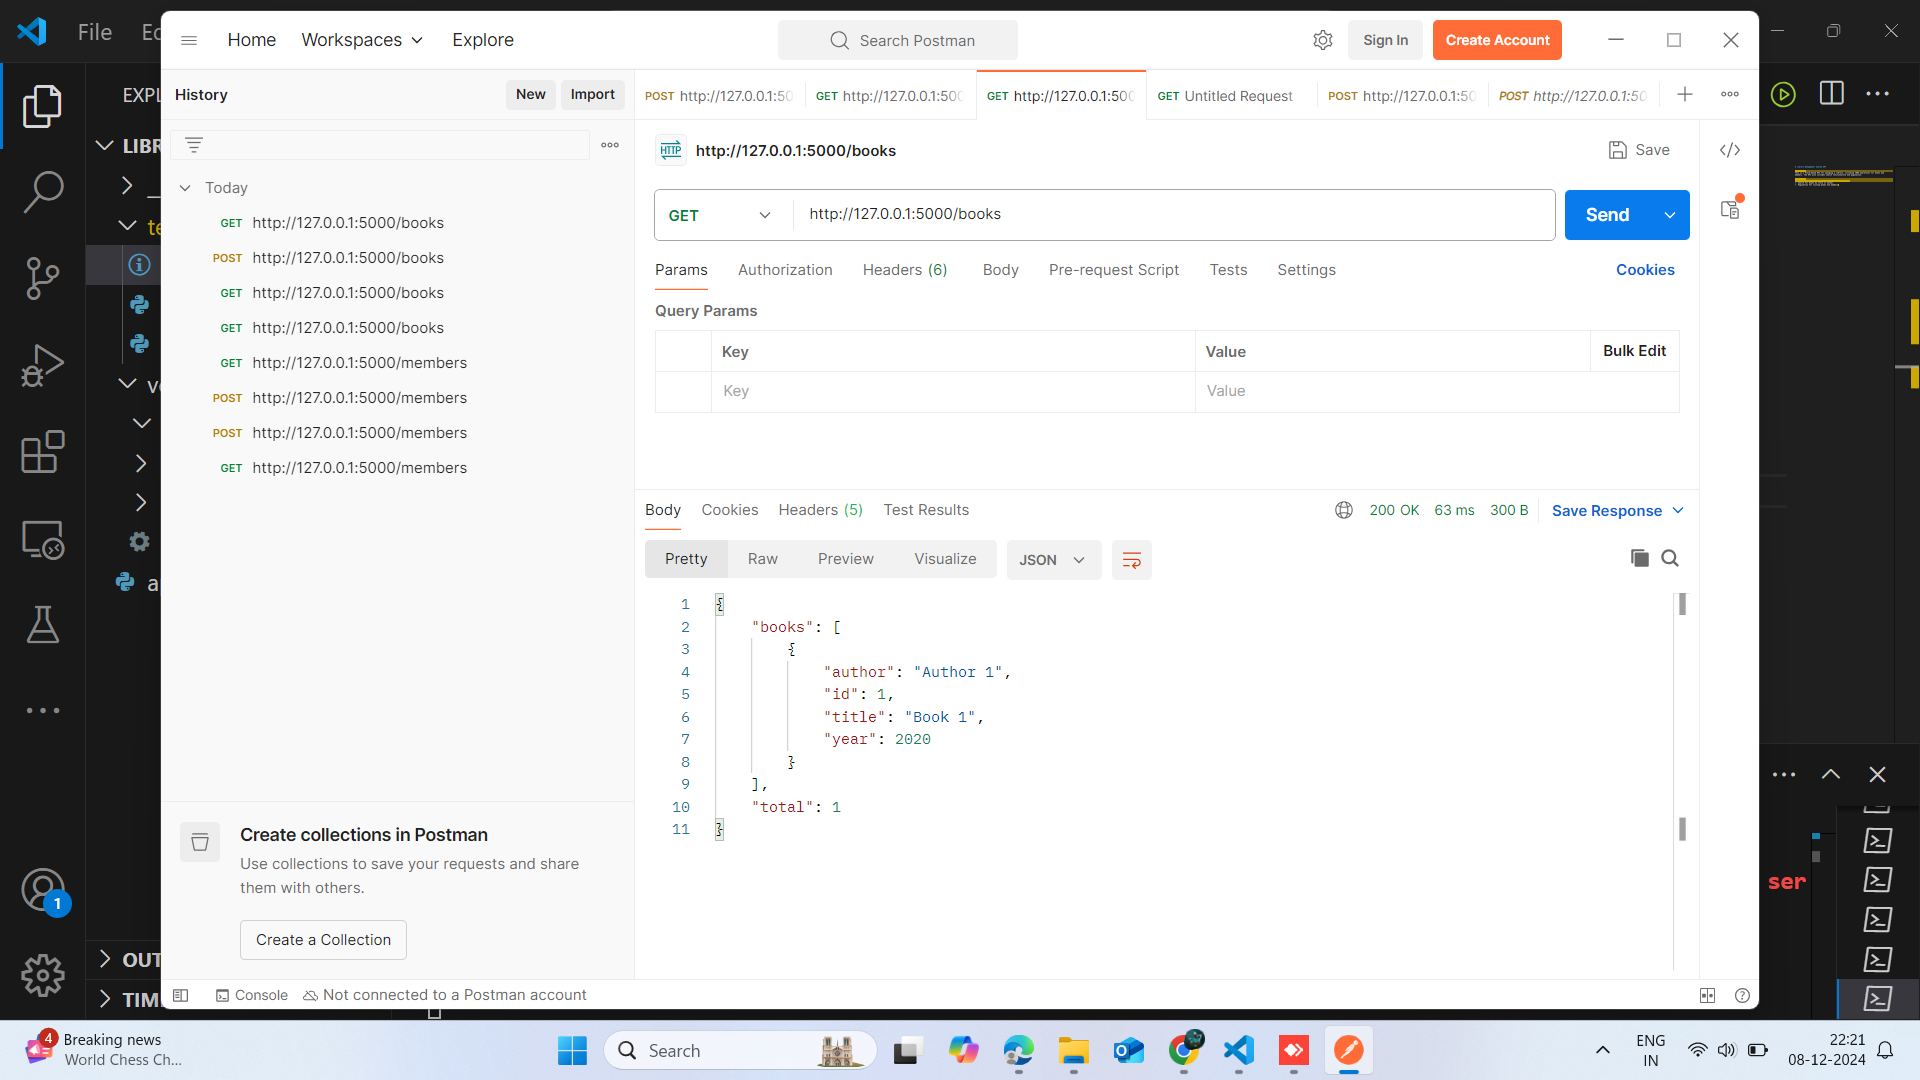 File
Home
Workspaces
Explore
Search Postman
Sign In
Create Account
EXPL
History
New
Import
POST http://127.0.0.1:50
GET http://127.0.0.1:500
GET http://127.0.0.1:500
GET Untitled Request
POST http://127.0.0.1:50
POST http://127.0.0.1:50
LIBR
HTTP http://127.0.0.1:5000/books
Save
Today
GET http://127.0.0.1:5000/books
POST http://127.0.0.1:5000/books
GET http://127.0.0.1:5000/books
GET http://127.0.0.1:5000/books
GET http://127.0.0.1:5000/members
POST http://127.0.0.1:5000/members
POST http://127.0.0.1:5000/members
GET http://127.0.0.1:5000/members
GET
http://127.0.0.1:5000/books
Send
Params
Authorization
Headers (6)
Body
Pre-request Script
Tests
Settings
Cookies
Query Params
Key
Value
Bulk Edit
Key
Value
Body
Cookies
Headers (5)
Test Results
200 OK
63 ms
300 B
Save Response
Pretty
Raw
Preview
Visualize
JSON
1 {
2 "books": [
3 {
4 "author": "Author 1",
5 "id": 1,
6 "title": "Book 1",
7 "year": 2020
8 }
9 ],
10 "total": 1
11 }
ser
Create collections in Postman
Use collections to save your requests and share
them with others.
Create a Collection
1
OUT
TIM
Console
Not connected to a Postman account
4
Breaking news
World Chess Ch...
Search
ENG
IN
22:21
08-12-2024